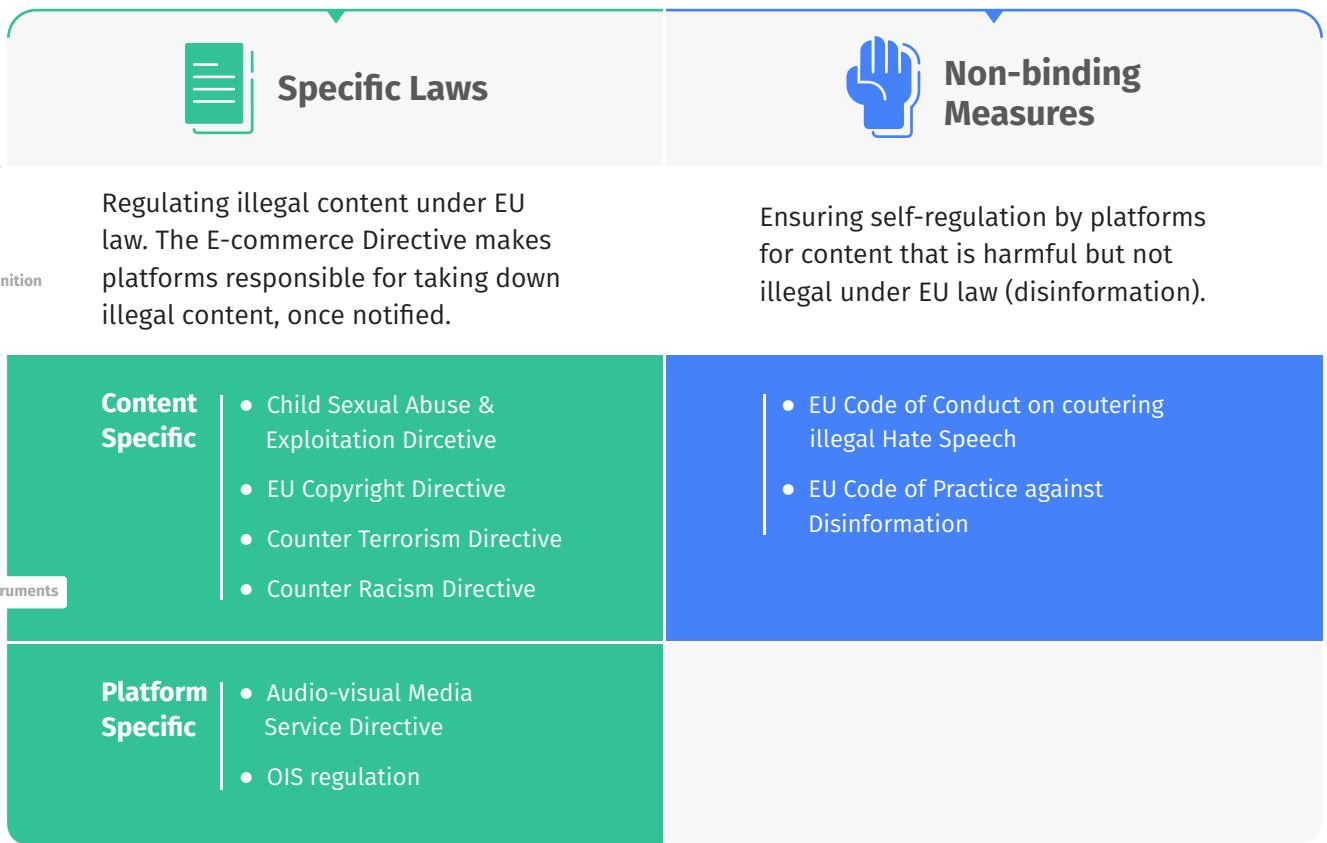 Specific Laws
Non-binding
Measures
nition
Regulating illegal content under EU
law. The E-commerce Directive makes
platforms responsible for taking down
illegal content, once notified.
Ensuring self-regulation by platforms
for content that is harmful but not
illegal under EU law (disinformation).
ruments
Content
Specific
● Child Sexual Abuse &
Exploitation Dircetive
● EU Copyright Directive
● Counter Terrorism Directive
● Counter Racism Directive
● EU Code of Conduct on coutering
illegal Hate Speech
● EU Code of Practice against
Disinformation
Platform
Specific
● Audio-visual Media
Service Directive
● OIS regulation